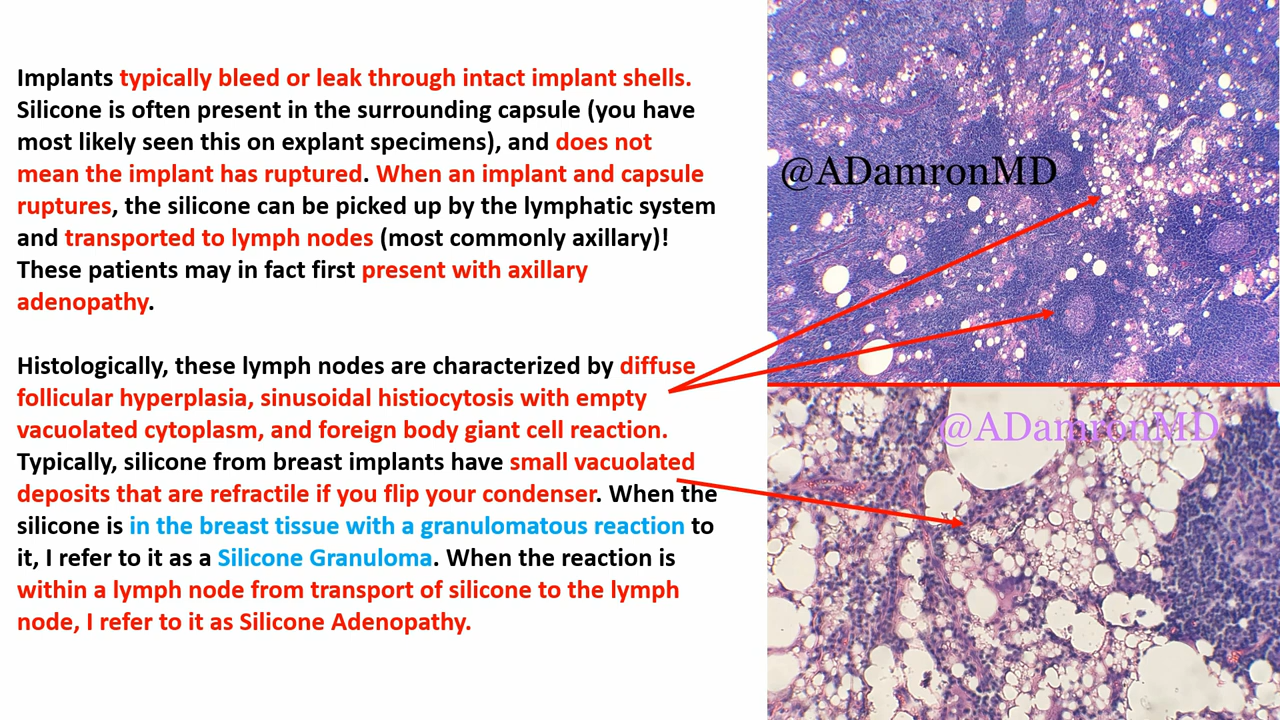 Implants typically bleed or leak through intact implant shells.
Silicone is often present in the surrounding capsule (you have
most likely seen this on explant specimens), and does not
mean the implant has ruptured. When an implant and capsule
ruptures, the silicone can be picked up by the lymphatic system
and transported to lymph nodes (most commonly axillary)!
These patients may in fact first present with axillary
adenopathy.
Histologically, these lymph nodes are characterized by diffuse
follicular hyperplasia, sinusoidal histiocytosis with empty
vacuolated cytoplasm, and foreign body giant cell reaction.
Typically, silicone from breast implants have small vacuolated
deposits that are refractile if you flip your condenser. When the
silicone is in the breast tissue with a granulomatous reaction to
it, I refer to it as a Silicone Granuloma. When the reaction is
within a lymph node from transport of silicone to the lymph
node, I refer to it as Silicone Adenopathy.
@ADamronMD
@ADamronMD